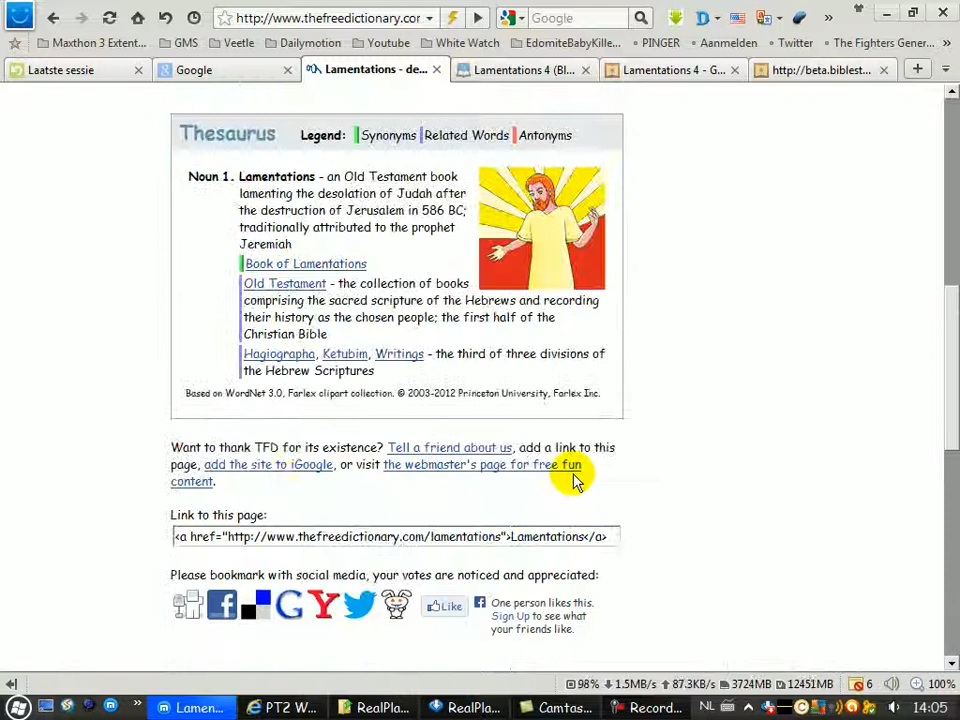 http://www.thefreedictionary.cor
Google
Maxthon 3 Extent...
GMS
Veetle
Dailymotion
Youtube
White Watch
EdomiteBabyKille...
PINGER
Aanmelden
Twitter
The Fighters Gener...
Laatste sessie
Google
Lamentations - de...
Lamentations 4 (Bl...
Lamentations 4 - G...
http://beta.biblest...
Thesaurus
Legend: Synonyms Related Words Antonyms
Noun 1. Lamentations - an Old Testament book
lamenting the desolation of Judah after
the destruction of Jerusalem in 586 BC;
traditionally attributed to the prophet
Jeremiah
Book of Lamentations
Old Testament - the collection of books
comprising the sacred scripture of the Hebrews and recording
their history as the chosen people; the first half of the
Christian Bible
Hagiographa, Ketubim, Writings - the third of three divisions of
the Hebrew Scriptures
Based on WordNet 3.0, Farlex clipart collection. © 2003-2012 Princeton University, Farlex Inc.
Want to thank TFD for its existence? Tell a friend about us, add a link to this
page, add the site to iGoogle, or visit the webmaster's page for free fun
content.
Link to this page:
<a href="http://www.thefreedictionary.com/lamentations">Lamentations</a>
Please bookmark with social media, your votes are noticed and appreciated:
Like
One person likes this.
Sign Up to see what
your friends like.
98%
1.5MB/s
87.3KB/s
3724MB
12451MB
6
100%
Lamen...
PT2 W...
RealPla...
RealPla...
Camtas...
Record...
NL
14:05